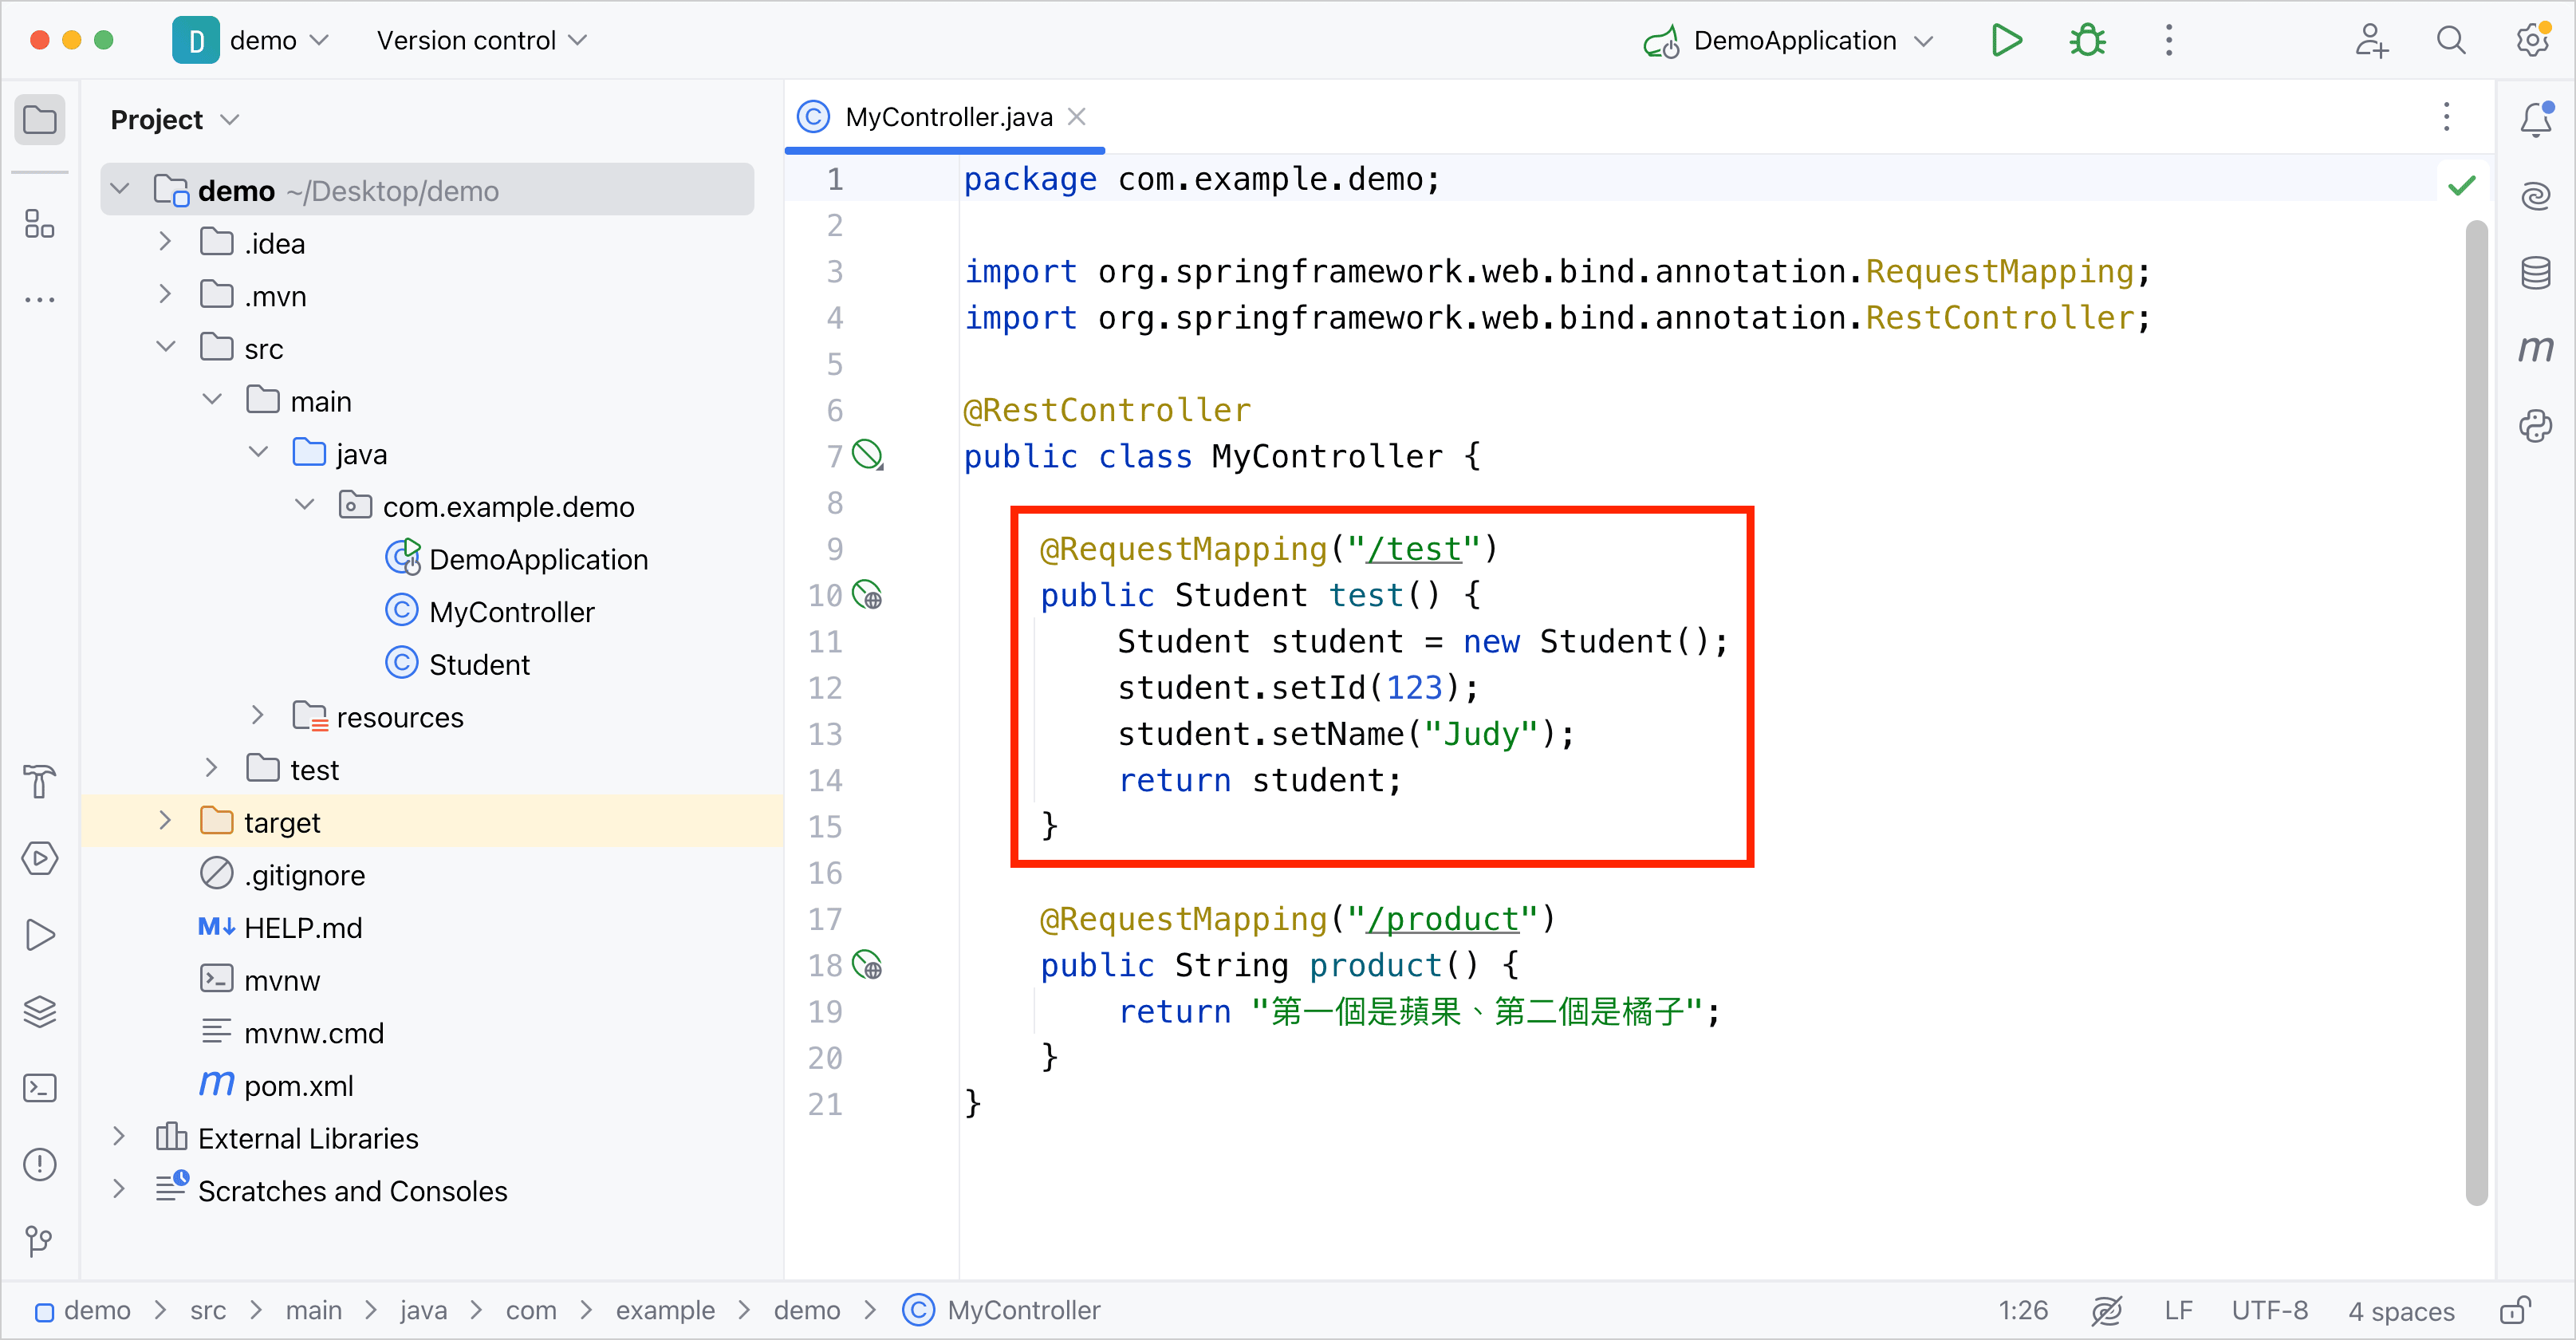 D demo Version control DemoApplication
Project
MyController.java
demo ~/Desktop/demo
.idea
.mvn
src
main
java
com.example.demo
DemoApplication
MyController
Student
resources
test
target
.gitignore
M↓ HELP.md
mvnw
mvnw.cmd
m pom.xml
External Libraries
Scratches and Consoles
1 package com.example.demo;
2
3 import org.springframework.web.bind.annotation.RequestMapping;
4 import org.springframework.web.bind.annotation.RestController;
5
6 @RestController
7 public class MyController {
8
9 @RequestMapping("/test")
10 public Student test() {
11 Student student = new Student();
12 student.setId(123);
13 student.setName("Judy");
14 return student;
15 }
16
17 @RequestMapping("/product")
18 public String product() {
19 return "第一個是蘋果、第二個是橘子";
20 }
21 }
m
demo > src > main > java > com > example > demo > MyController 1:26 LF UTF-8 4 spaces